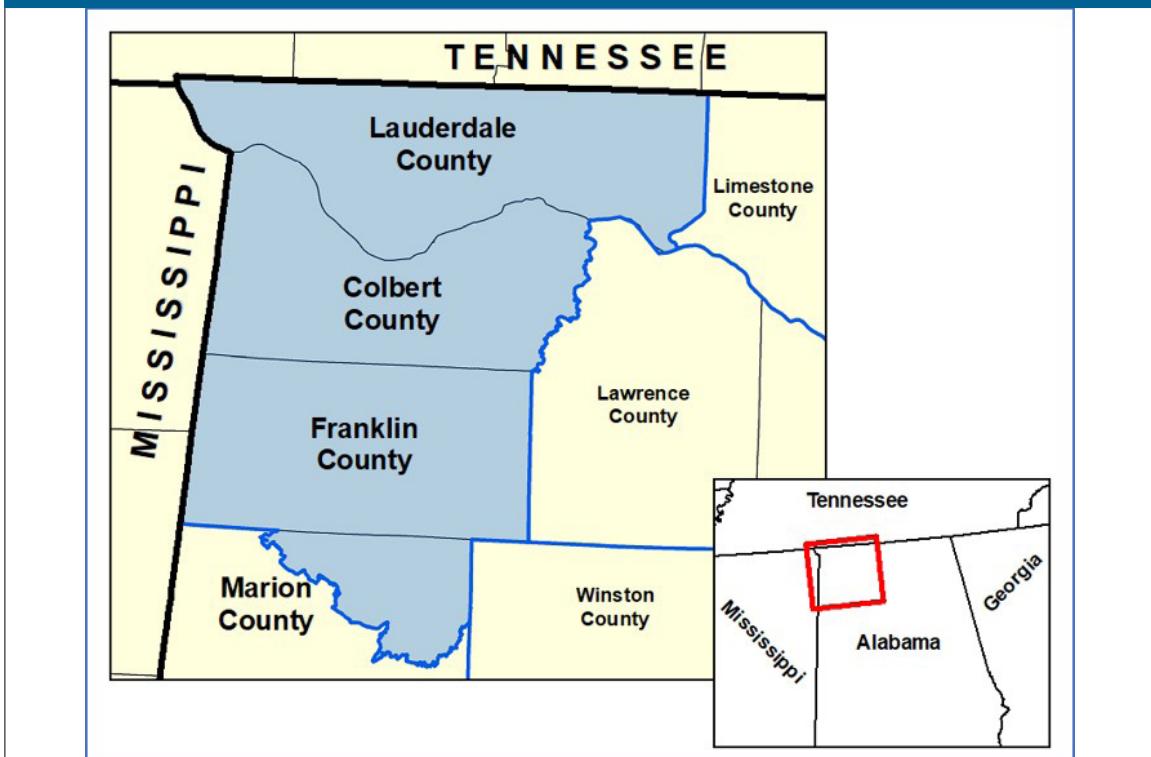 TENNESSEE
Lauderdale
County
Limestone
County
MISSISSIPPI
Colbert
County
Lawrence
County
Franklin
County
Marion
County
Winston
County
Tennessee
Georgia
Mississippi
Alabama